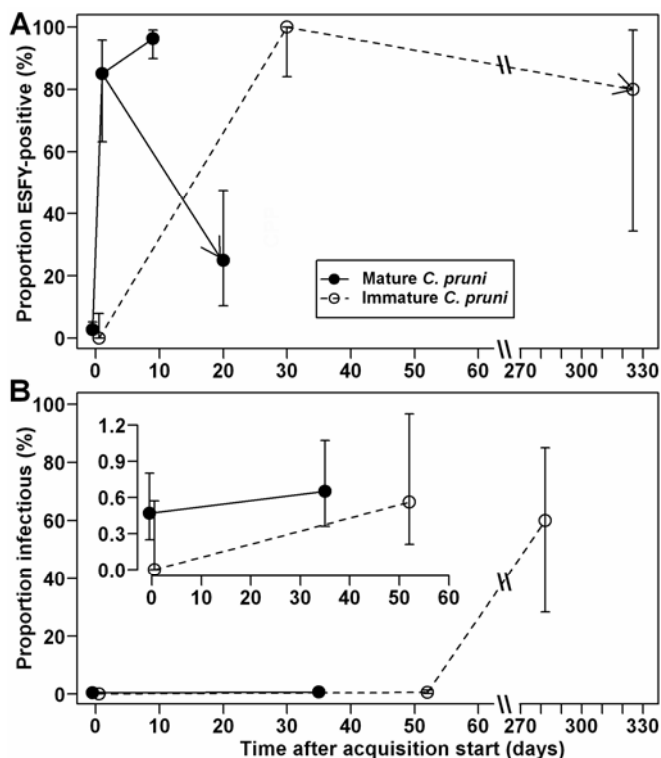 A
Proportion ESFY-positive (%)
100
80
60
40
20
0
Mature C. pruni
Immature C. pruni
0 10 20 30 40 50 60 270 300 330
B
Proportion infectious (%)
100
80
60
40
20
0
1.2
0.9
0.6
0.3
0.0
0 10 20 30 40 50 60
0 10 20 30 40 50 60 270 300 330
Time after acquisition start (days)